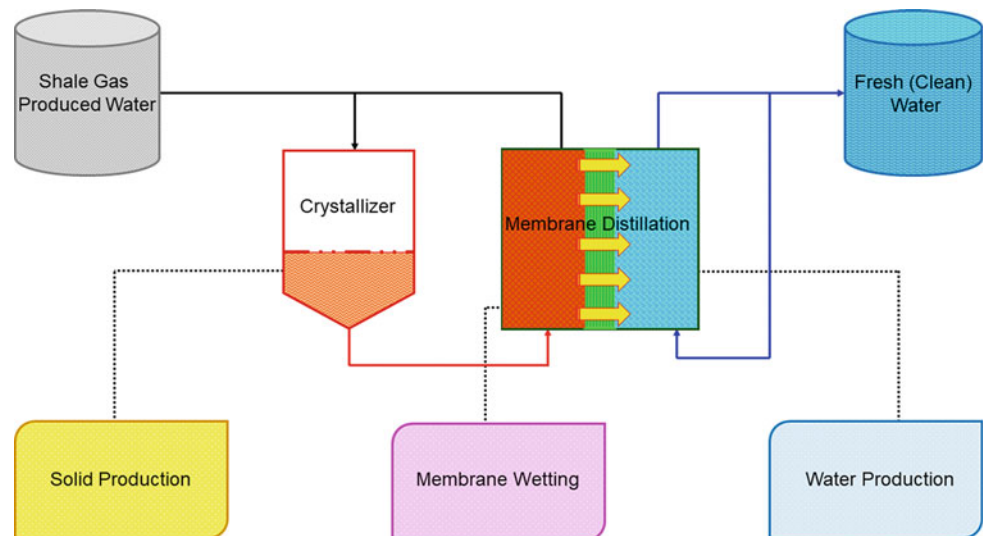 Shale Gas
Produced Water
Fresh (Clean)
Water
Crystallizer
Membrane Distillation
Solid Production
Membrane Wetting
Water Production